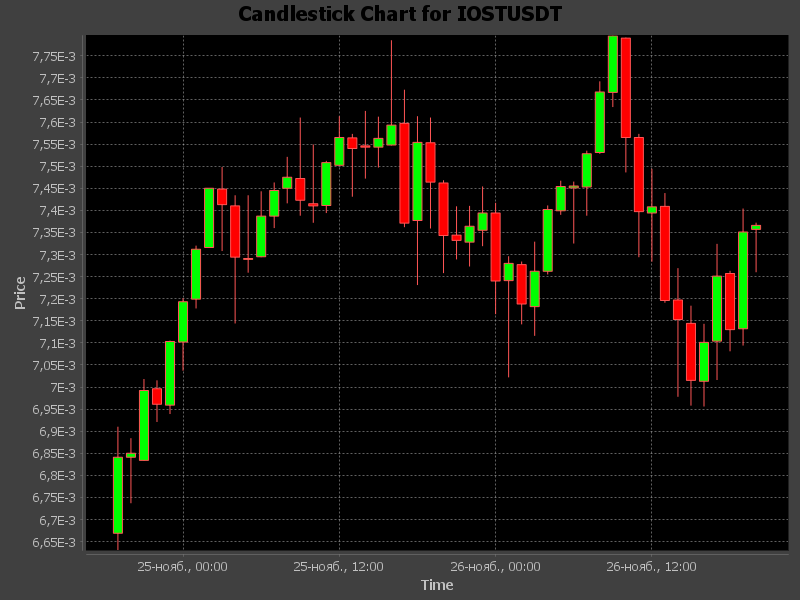 Candlestick Chart for IOSTUSDT
7,75E-3
7,7E-3
7,65E-3
7,6E-3
7,55E-3
7,5E-3
7,45E-3
7,4E-3
7,35E-3
7,3E-3
7,25E-3
7,2E-3
7,15E-3
7,1E-3
7,05E-3
7E-3
6,95E-3
6,9E-3
6,85E-3
6,8E-3
6,75E-3
6,7E-3
6,65E-3
Price
25-нояб., 00:00 25-нояб., 12:00 26-нояб., 00:00 26-нояб., 12:00
Time